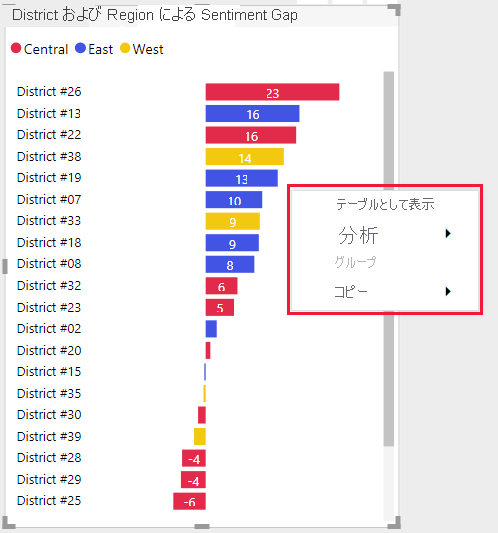 District および Region による Sentiment Gap
Central East West
District #26 23
District #13 16
District #22 16
District #38 14
District #19 13
District #07 10
District #33 9
District #18 9
District #08 8
District #32 6
District #23 5
District #02
District #20
District #15
District #35
District #30
District #39
District #28 -4
District #29 -4
District #25 -6
テーブルとして表示
分析
グループ
コピー